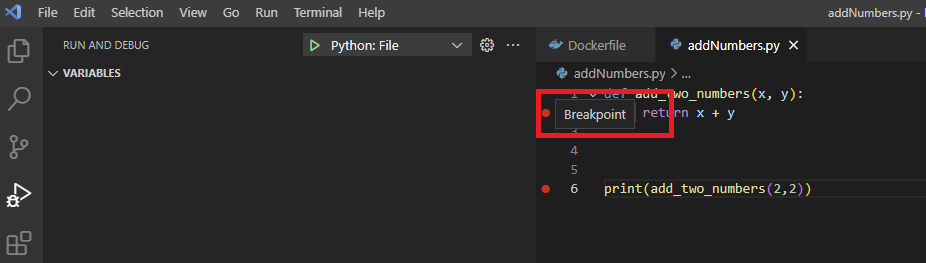 File Edit Selection View Go Run Terminal Help addNumbers.py -
RUN AND DEBUG Python: File ... Dockerfile addNumbers.py
VARIABLES addNumbers.py > ...
1 def add_two_numbers(x, y):
Breakpoint return x + y
3
4
5
6 print(add_two_numbers(2,2))